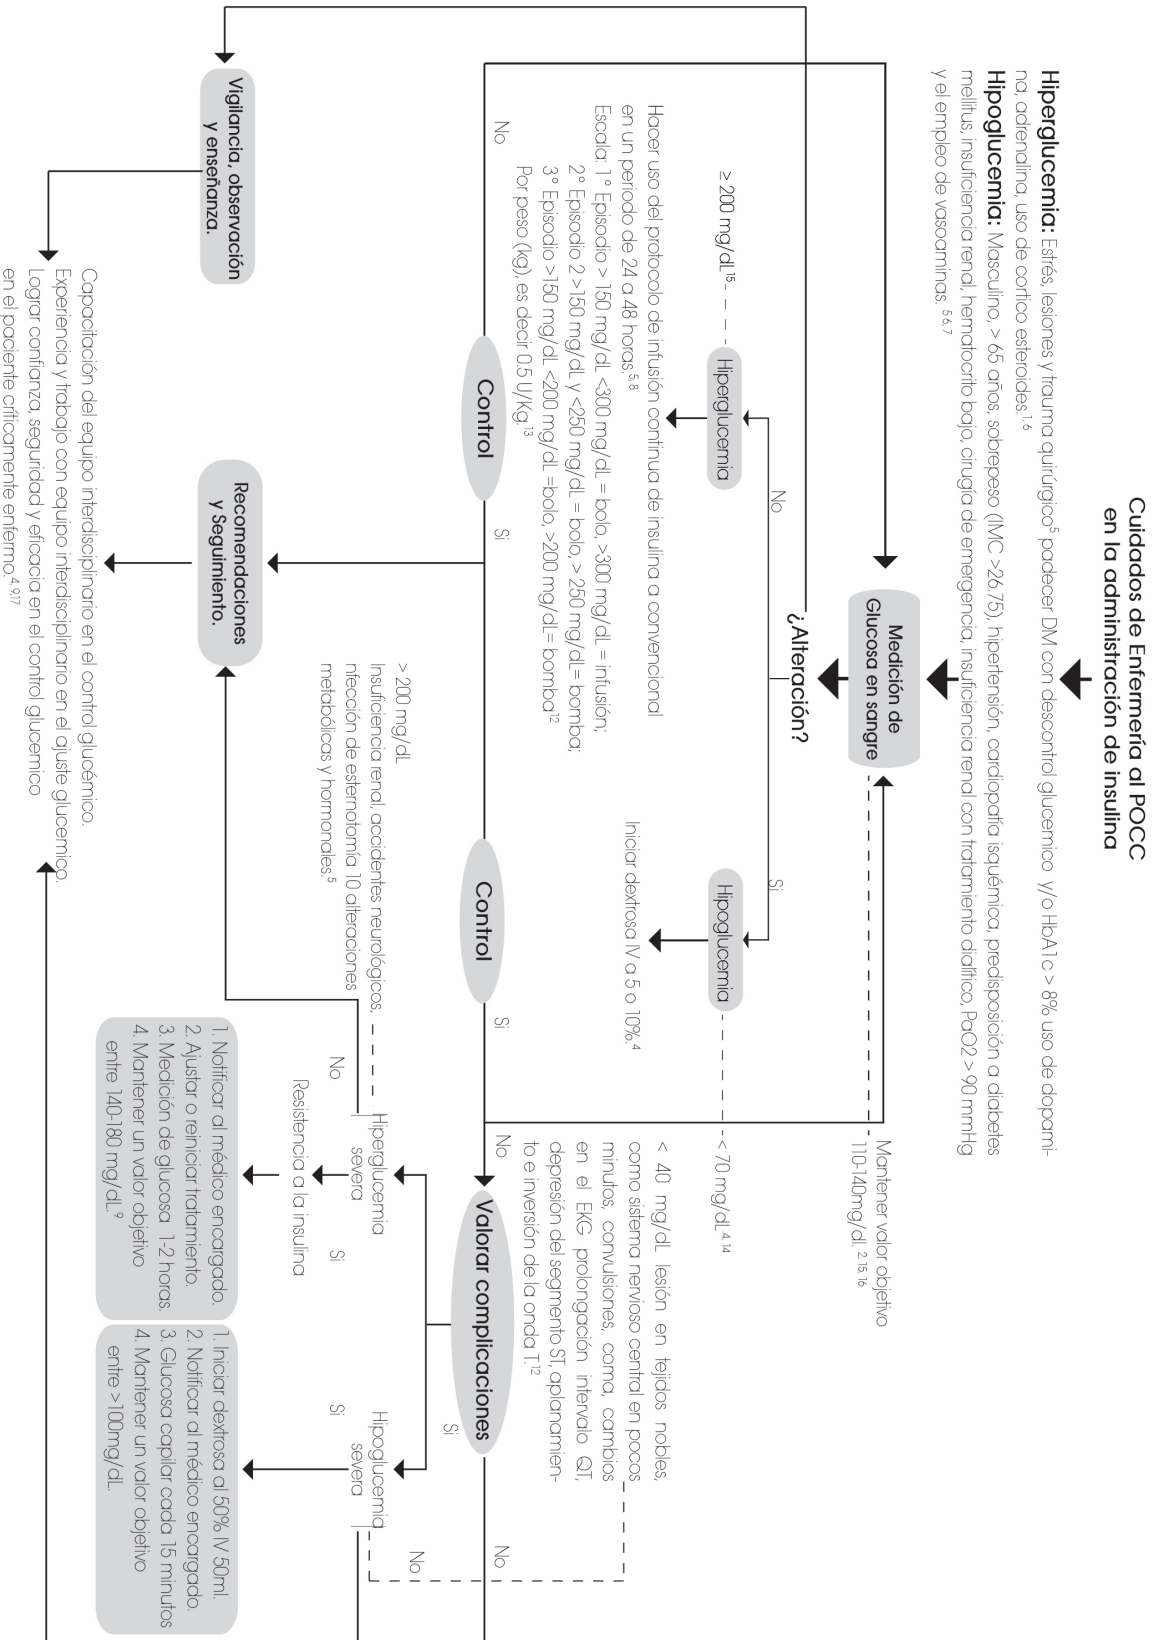 Cuidados de Enfermería al POCC
en la administración de insulina
Hiperglucemia: Estrés, lesiones y trauma quirúrgico5 padecer DM con descontrol glucemico y/o HbA1c > 8% uso de dopami-
na, adrenalina, uso de cortico esteroides.1,6
Hipoglucemia: Masculino, > 65 años, sobrepeso (IMC >26.75), hipertensión, cardiopatía isquémica, predisposición a diabetes
mellitus, insuficiencia renal, hematocrito bajo, cirugía de emergencia, insuficiencia renal con tratamiento dialítico, PaO2 > 90 mmHg
y el empleo de vasoaminas. 5 6,7
Medición de
Glucosa en sangre
Mantener valor objetivo
110-140mg/dl. 2,15,16
¿Alteración?
No
Si
≥ 200 mg/dL15
Hiperglucemia
Hipoglucemia
< 70 mg/dL4,14
Hacer uso del protocolo de infusión continua de insulina a convencional
en un periodo de 24 a 48 horas.5,8
Escala: 1° Episodio > 150 mg/dL <300 mg/dL = bolo, >300 mg/dL = infusión;
2° Episodio 2 >150 mg/dL y <250 mg/dL = bolo, > 250 mg/dL = bomba;
3° Episodio >150 mg/dL <200 mg/dL =bolo, >200 mg/dL= bomba12
Por peso (kg), es decir 0.5 U/Kg.13
Iniciar dextrosa IV a 5 o 10%.4
< 40 mg/dL lesión en tejidos nobles,
como sistema nervioso central en pocos
minutos, convulsiones, coma, cambios
en el EKG prolongación intervalo QT,
depresión del segmento ST, aplanamien-
to e inversión de la onda T.12
No
Control
Si
Control
Si
No
Valorar complicaciones
Si
No
> 200 mg/dL
Insuficiencia renal, accidentes neurológicos,
nfección de esternotomía 10 alteraciones
metabólicas y hormonales.5
Hiperglucemia
severa
No
Si
Resistencia a la insulina
Hipoglucemia
severa
Si
No
Vigilancia, observación
y enseñanza.
Recomendaciones
y Seguimiento.
1. Notificar al médico encargado.
2. Ajustar o reiniciar tratamiento.
3. Medición de glucosa 1-2 horas.
4. Mantener un valor objetivo
entre 140-180 mg/dL.9
1. Iniciar dextrosa al 50% IV 50ml.
2. Notificar al médico encargado.
3. Glucosa capilar cada 15 minutos
4. Mantener un valor objetivo
entre >100mg/dL.
Capacitación del equipo interdisciplinario en el control glucémico.
Experiencia y trabajo con equipo interdisciplinario en el ajuste glucemico.
Lograr confianza, seguridad y eficacia en el control glucemico
en el paciente críticamente enfermo.4,9,17